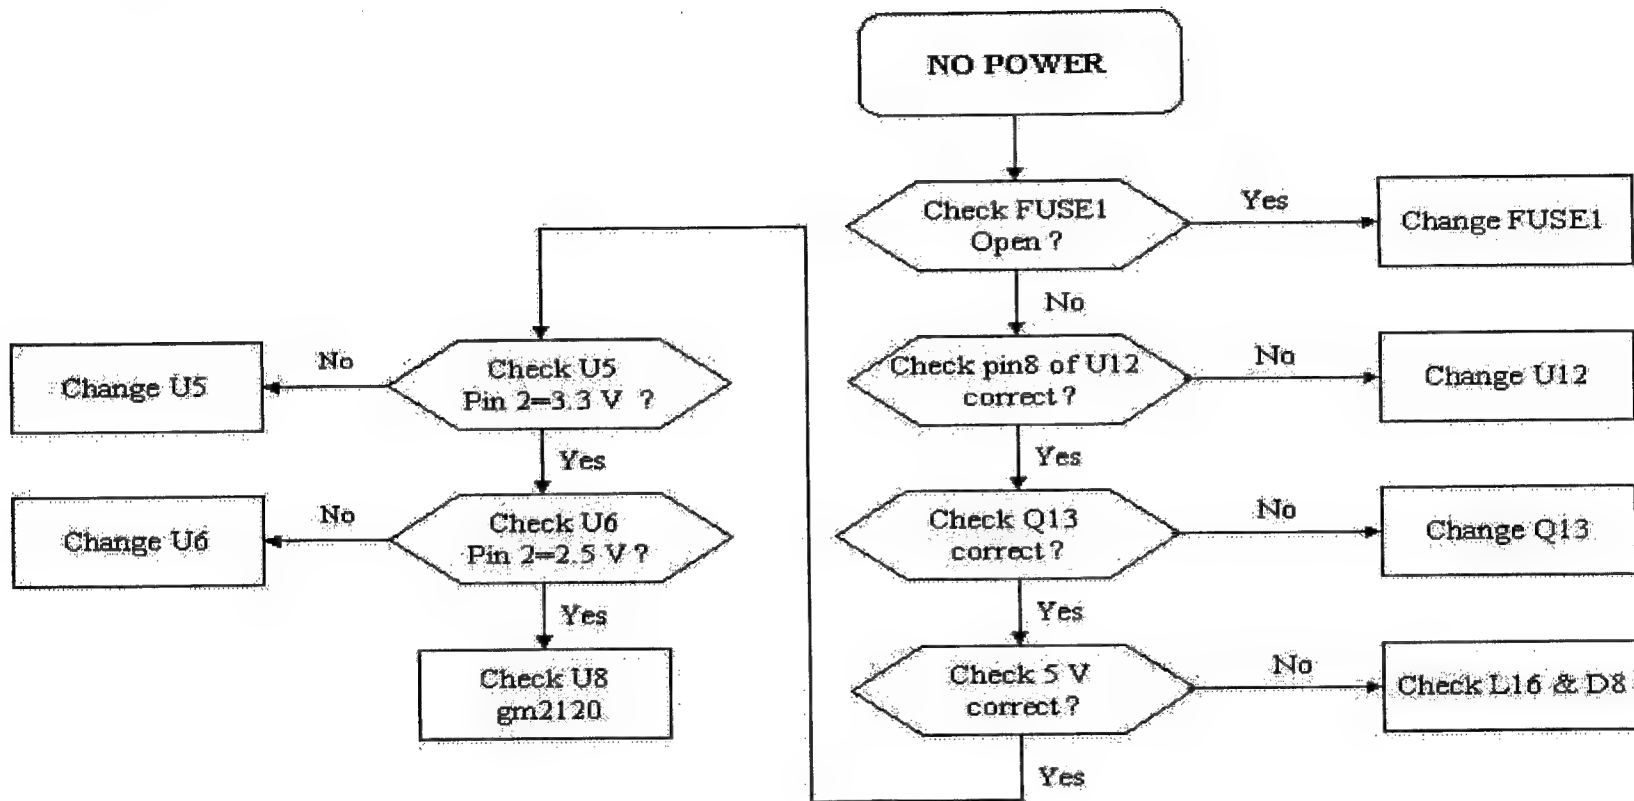 NO POWER
Check FUSE1
Open ?
Yes
Change FUSE1
No
Check pin8 of U12
correct ?
No
Change U12
Yes
Check Q13
correct ?
No
Change Q13
Yes
Check 5 V
correct ?
No
Check L16 & D8
Yes
Check U5
Pin 2=3.3 V ?
No
Change U5
Yes
Check U6
Pin 2=2.5 V ?
No
Change U6
Yes
Check U8
gm2120